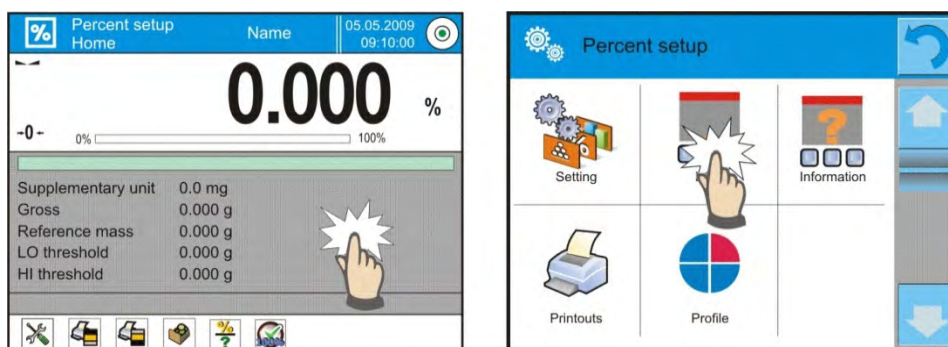 %
Percent setup
Home
Name
05.05.2009
09:10:00
0.000 %
→0←
0%
100%
Supplementary unit 0.0 mg
Gross 0.000 g
Reference mass 0.000 g
LO threshold 0.000 g
HI threshold 0.000 g
%
?
Percent setup
6
?
Setting
Information
Printouts
Profile